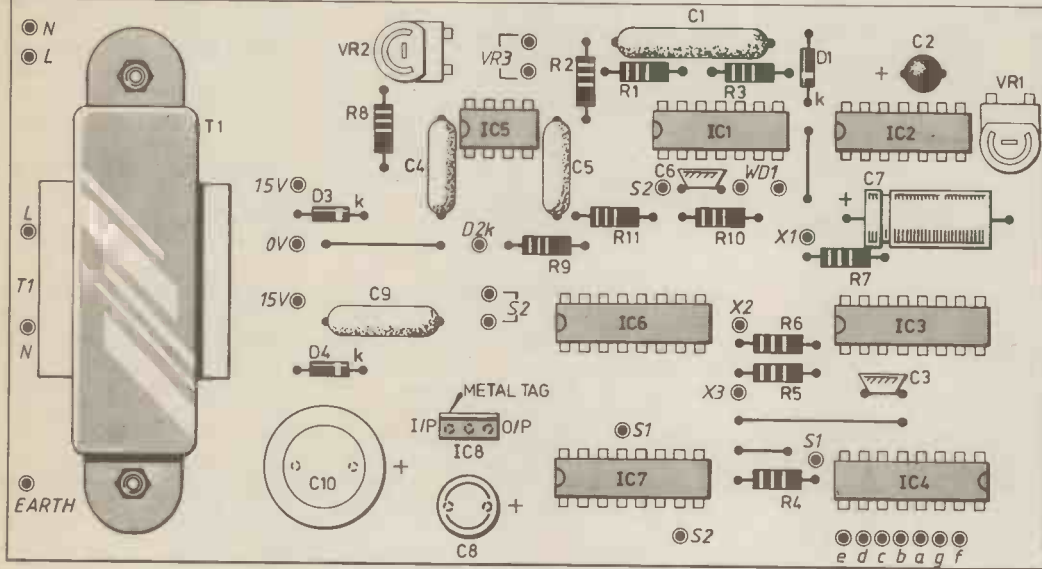 N
L
VR2
VR3
R2
C1
R1
R3
D1
k
C2
+
VR1
R8
IC5
IC1
IC2
T1
C4
C5
C6
S2
WD1
C7
+
15V
D3
k
R11
R10
X1
L
0V
D2k
R9
R7
T1
15V
C9
S2
IC6
X2
R6
IC3
N
D4
k
R5
C3
X3
METAL TAG
I/P
O/P
IC8
S1
S1
C10
+
IC7
R4
IC4
EARTH
+
C8
S2
e d c b a g f